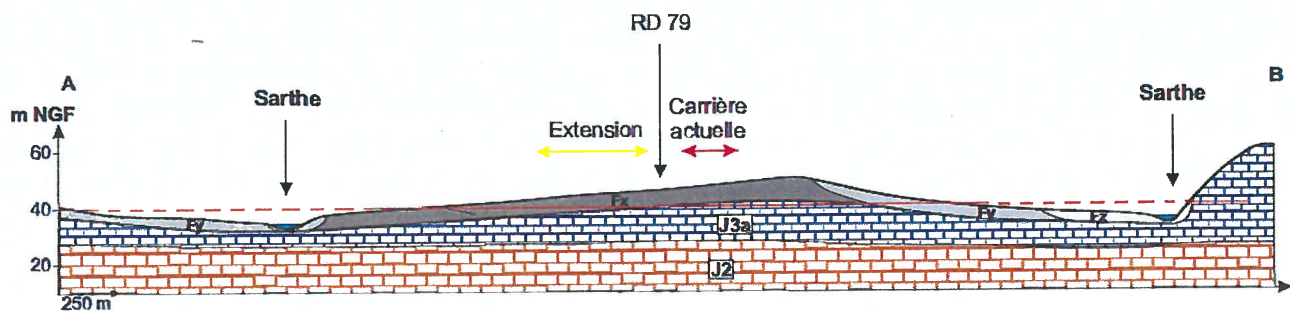 RD 79
A
B
m NGF
Sarthe
Extension
Carrière
actuelle
Sarthe
60
40
20
Fy
Fx
Fy
Fz
J3a
J2
250 m